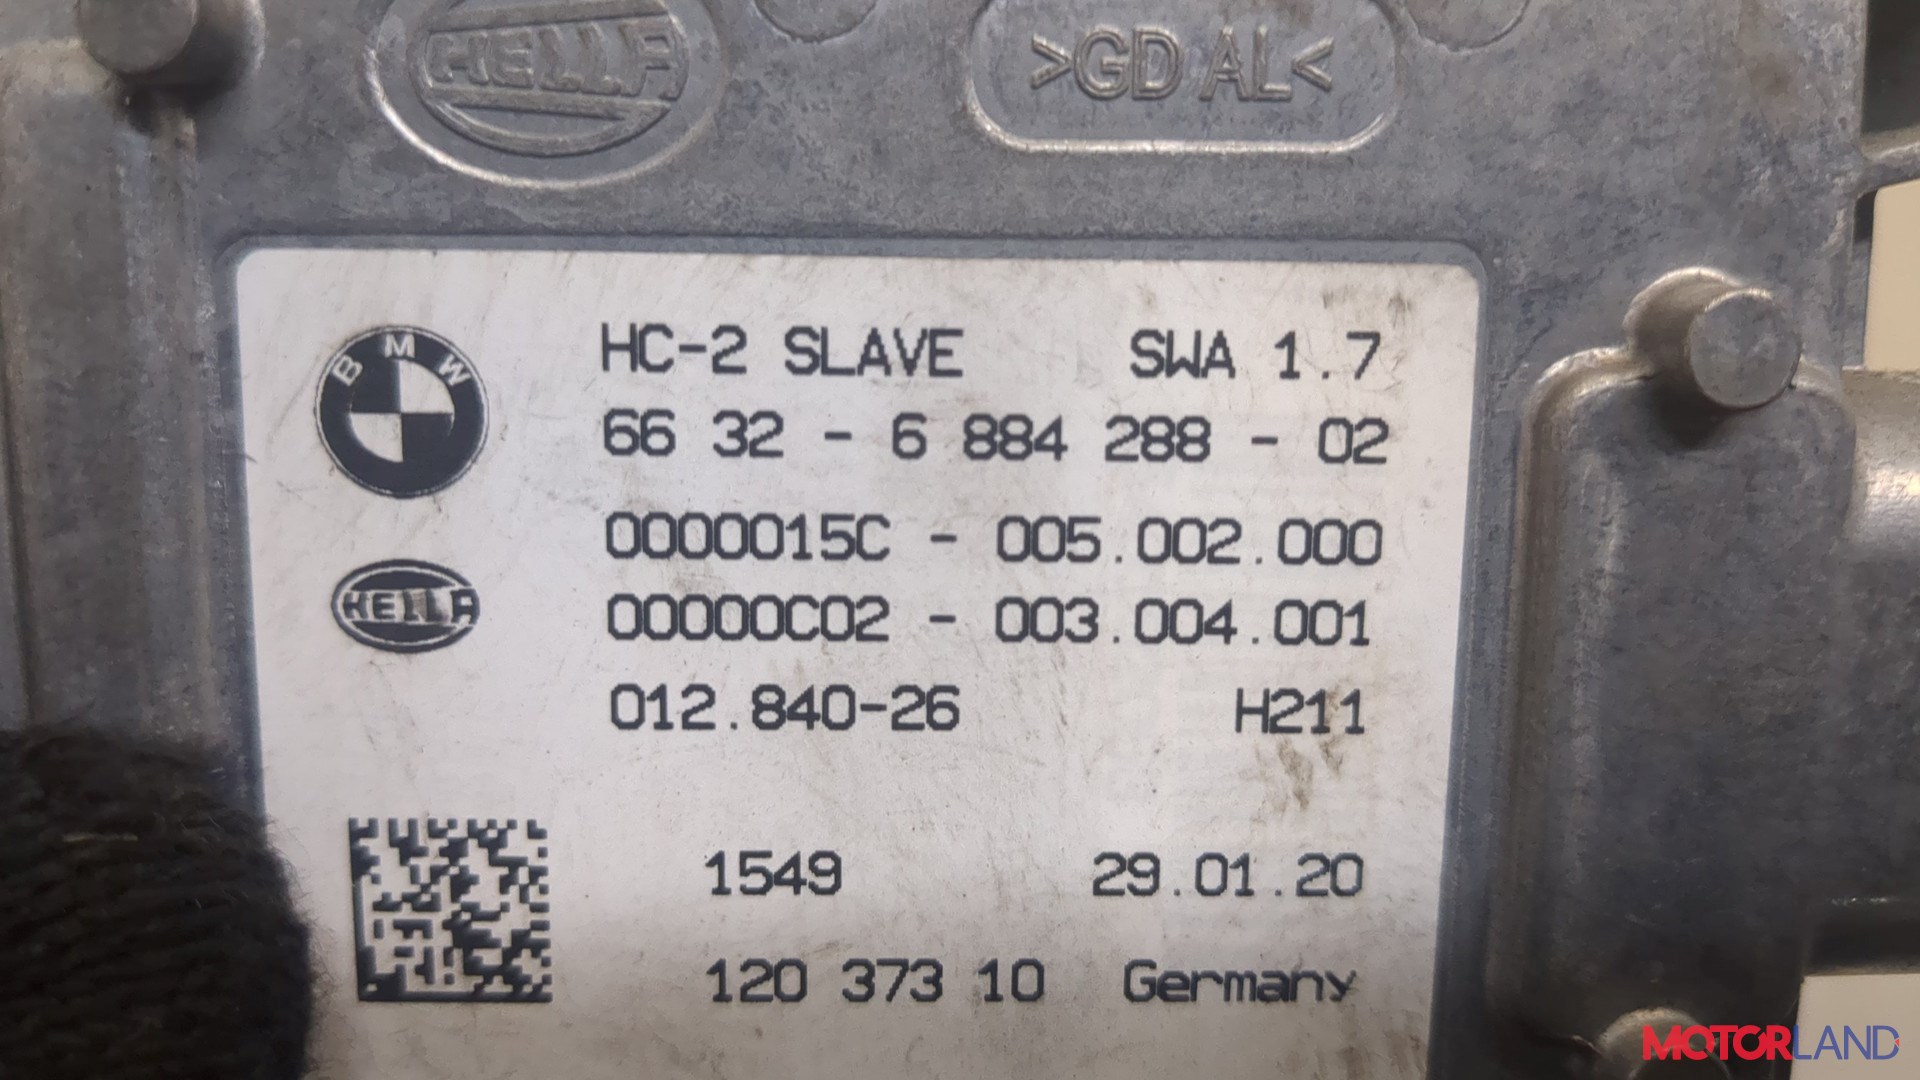 HELLA
>GD AL<
BMW
HC-2 SLAVE SWA 1.7
66 32 - 6 884 288 - 02
0000015C - 005.002.000
HELLA
00000C02 - 003.004.001
012.840-26 H211
1549 29.01.20
120 373 10 Germany
MOTORLAND